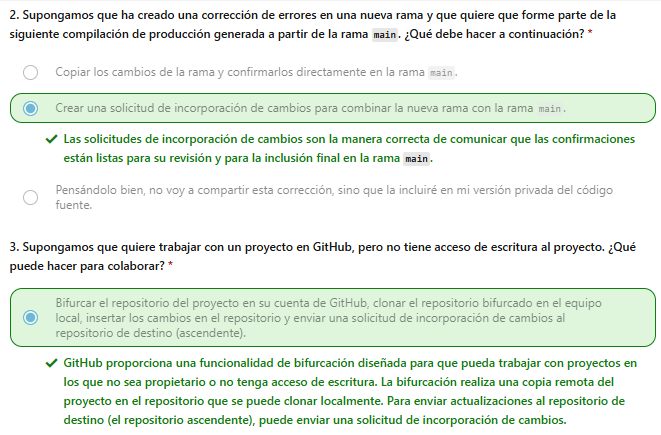 2. Supongamos que ha creado una corrección de errores en una nueva rama y que quiere que forme parte de la
siguiente compilación de producción generada a partir de la rama main. ¿Qué debe hacer a continuación? *
Copiar los cambios de la rama y confirmarlos directamente en la rama main.
Crear una solicitud de incorporación de cambios para combinar la nueva rama con la rama main.
Las solicitudes de incorporación de cambios son la manera correcta de comunicar que las confirmaciones
están listas para su revisión y para la inclusión final en la rama main.
Pensándolo bien, no voy a compartir esta corrección, sino que la incluiré en mi versión privada del código
fuente.
3. Supongamos que quiere trabajar con un proyecto en GitHub, pero no tiene acceso de escritura al proyecto. ¿Qué
puede hacer para colaborar? *
Bifurcar el repositorio del proyecto en su cuenta de GitHub, clonar el repositorio bifurcado en el equipo
local, insertar los cambios en el repositorio y enviar una solicitud de incorporación de cambios al
repositorio de destino (ascendente).
GitHub proporciona una funcionalidad de bifurcación diseñada para que pueda trabajar con proyectos en
los que no sea propietario o no tenga acceso de escritura. La bifurcación realiza una copia remota del
proyecto en el repositorio que se puede clonar localmente. Para enviar actualizaciones al repositorio de
destino (el repositorio ascendente), puede enviar una solicitud de incorporación de cambios.